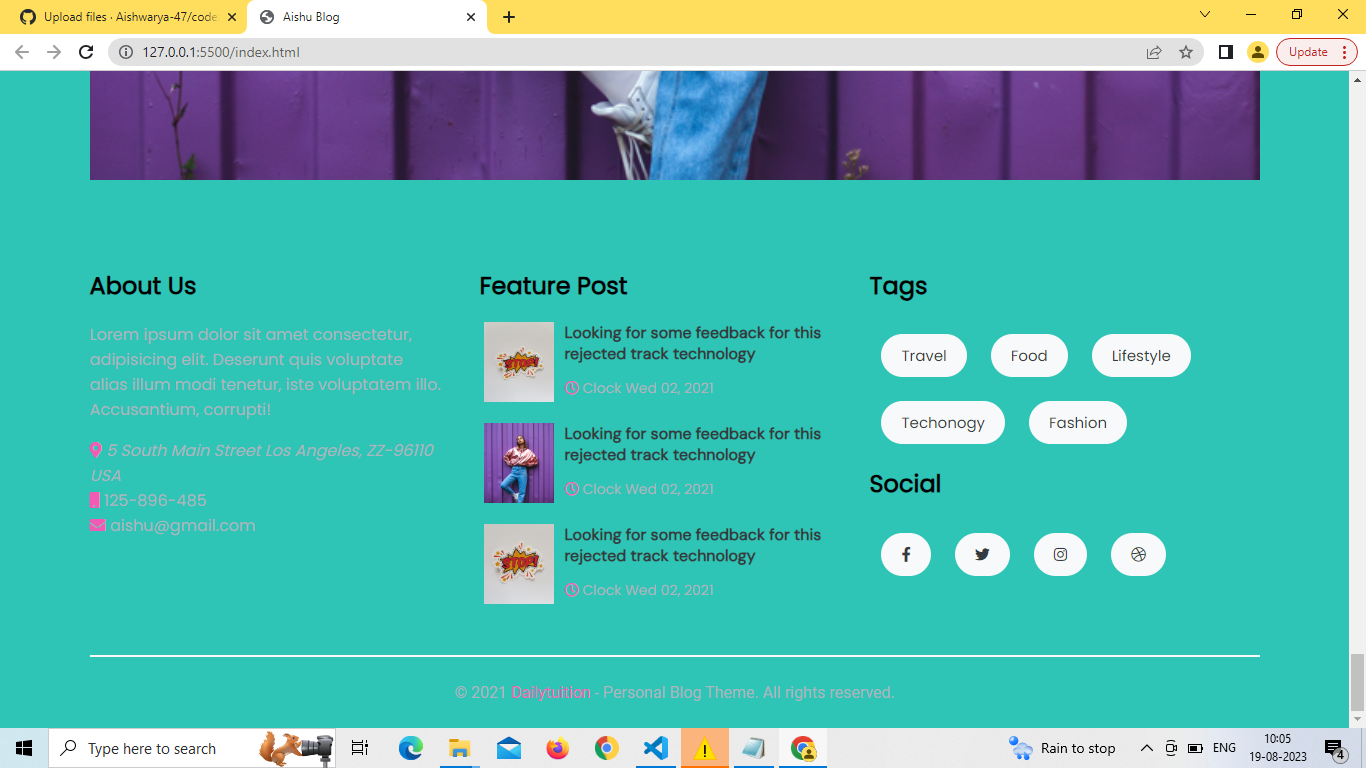 Upload files · Aishwarya-47/code
Aishu Blog
127.0.0.1:5500/index.html
Update
About Us
Lorem ipsum dolor sit amet consectetur,
adipisicing elit. Deserunt quis voluptate
alias illum modi tenetur, iste voluptatem illo.
Accusantium, corrupti!
5 South Main Street Los Angeles, ZZ-96110
USA
125-896-485
aishu@gmail.com
Feature Post
STOP!
Looking for some feedback for this
rejected track technology
Clock Wed 02, 2021
Looking for some feedback for this
rejected track technology
Clock Wed 02, 2021
STOP!
Looking for some feedback for this
rejected track technology
Clock Wed 02, 2021
Tags
Travel
Food
Lifestyle
Techonogy
Fashion
Social
© 2021 Dailytuition - Personal Blog Theme. All rights reserved.
Type here to search
Rain to stop
ENG
10:05
19-08-2023
4